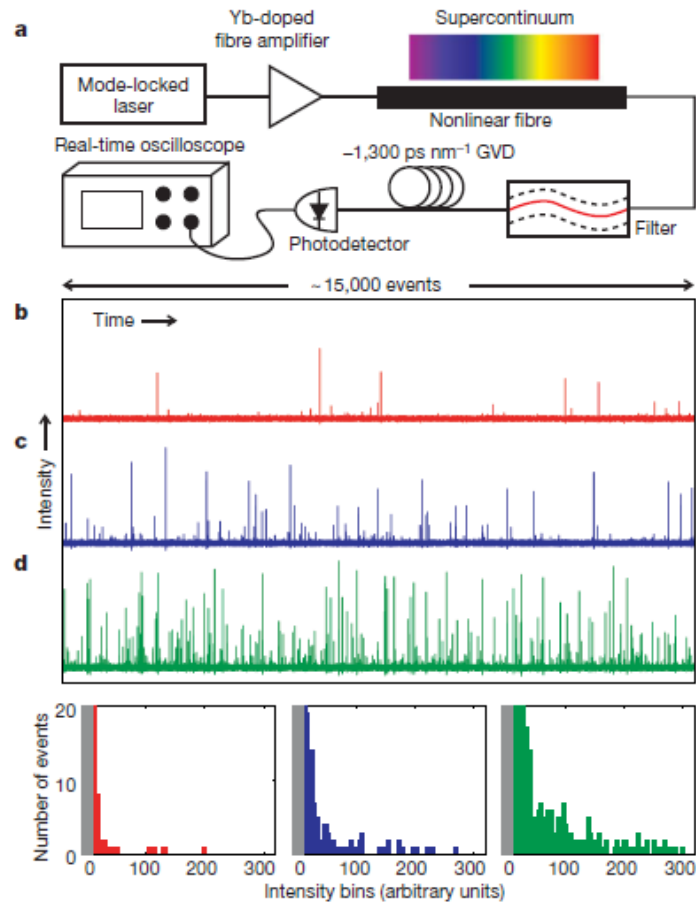 a
Yb-doped
fibre amplifier
Supercontinuum
Mode-locked
laser
Nonlinear fibre
Real-time oscilloscope
–1,300 ps nm⁻¹ GVD
Photodetector
Filter
~15,000 events
b
Time
c
Intensity
d
Number of events
20
10
0
0 100 200 300
0 100 200 300
0 100 200 300
Intensity bins (arbitrary units)